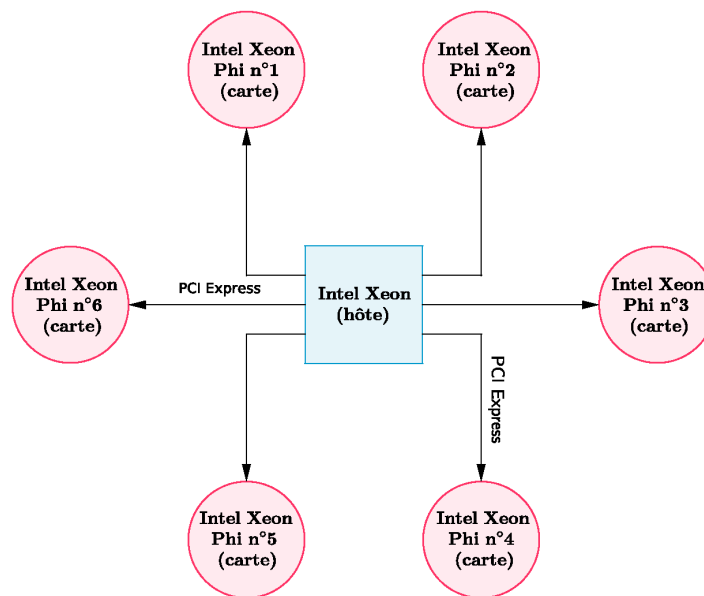 Intel Xeon
Phi n°1
(carte)
Intel Xeon
Phi n°2
(carte)
Intel Xeon
Phi n°6
(carte)
PCI Express
Intel Xeon
(hôte)
Intel Xeon
Phi n°3
(carte)
PCI Express
Intel Xeon
Phi n°5
(carte)
Intel Xeon
Phi n°4
(carte)